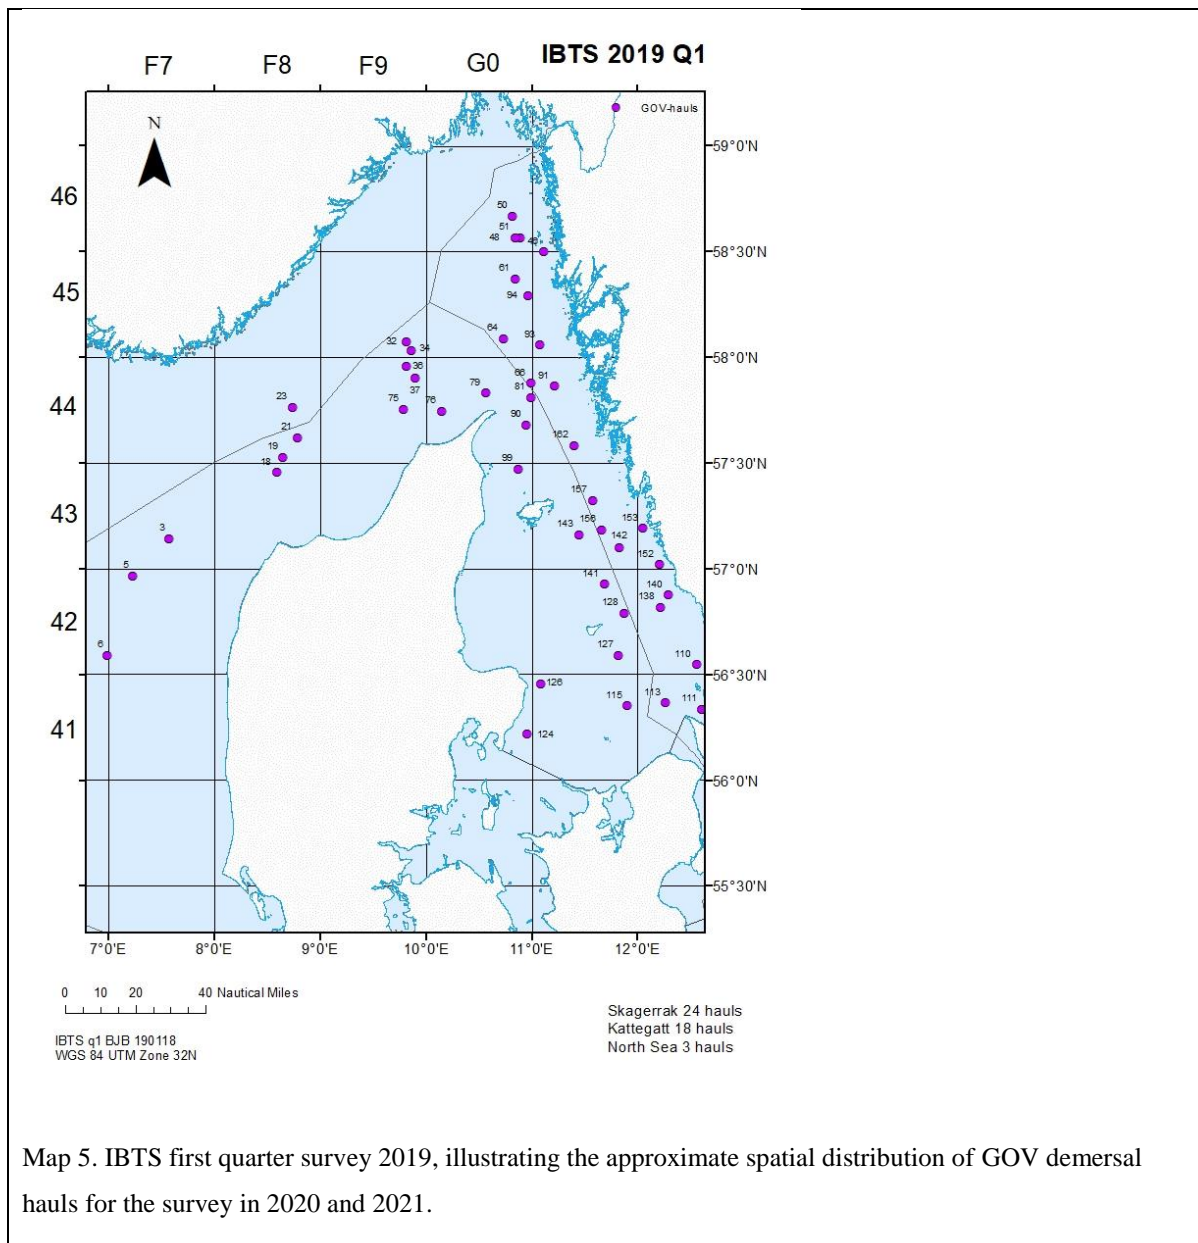 IBTS 2019 Q1
F7 F8 F9 G0
GOV-hauls
N
59°0'N
46
50
51
48
58°30'N
45
61
94
64
93
32
34
58°0'N
36
66
91
37
81
79
44
23
75
76
90
21
162
19
18
99
57°30'N
157
43
156
153
3
143
142
152
5
57°0'N
141
140
138
128
42
127
6
110
56°30'N
126
115
113
111
41
124
56°0'N
55°30'N
7°0'E 8°0'E 9°0'E 10°0'E 11°0'E 12°0'E
0 10 20 40 Nautical Miles
Skagerrak 24 hauls
Kattegatt 18 hauls
North Sea 3 hauls
IBTS q1 BJB 190118
WGS 84 UTM Zone 32N
Map 5. IBTS first quarter survey 2019, illustrating the approximate spatial distribution of GOV demersal
hauls for the survey in 2020 and 2021.